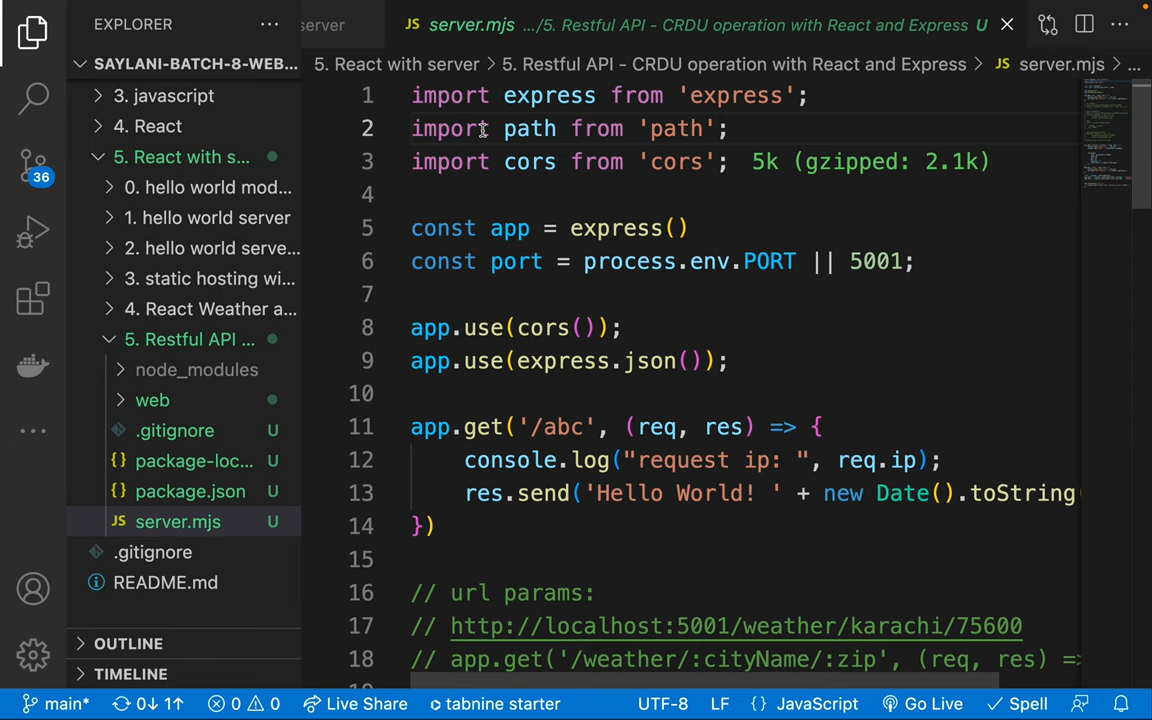 EXPLORER
server
JS server.mjs .../5. Restful API - CRDU operation with React and Express U
SAYLANI-BATCH-8-WEB...
5. React with server > 5. Restful API - CRDU operation with React and Express > JS server.mjs > ...
3. javascript
4. React
5. React with s...
0. hello world mod...
1. hello world server
2. hello world serve...
3. static hosting wi...
4. React Weather a...
5. Restful API ...
node_modules
web
.gitignore U
{} package-loc... U
{} package.json U
JS server.mjs U
.gitignore
README.md
OUTLINE
TIMELINE
36
1 import express from 'express';
2 import path from 'path';
3 import cors from 'cors'; 5k (gzipped: 2.1k)
4
5 const app = express()
6 const port = process.env.PORT || 5001;
7
8 app.use(cors());
9 app.use(express.json());
10
11 app.get('/abc', (req, res) => {
12 console.log("request ip: ", req.ip);
13 res.send('Hello World! ' + new Date().toString(
14 })
15
16 // url params:
17 // http://localhost:5001/weather/karachi/75600
18 // app.get('/weather/:cityName/:zip', (req, res) =>
main* 0↓ 1↑ 0 0 Live Share tabnine starter UTF-8 LF {} JavaScript Go Live Spell